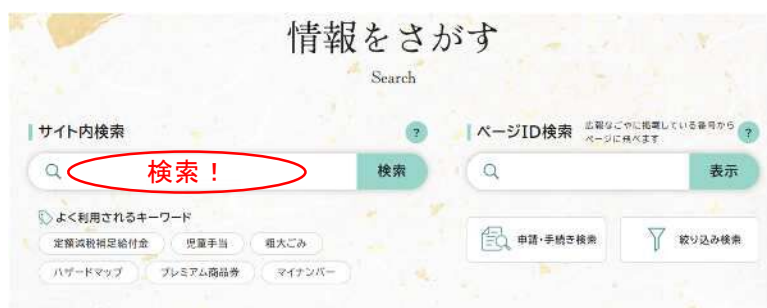 情報をさがす
Search
サイト内検索
?
検索！
検索
よく利用されるキーワード
定額減税補足給付金
児童手当
粗大ごみ
ハザードマップ
プレミアム商品券
マイナンバー
ページID検索
広報なごやに掲載している番号から
ページに飛べます
?
表示
申請・手続き検索
絞り込み検索